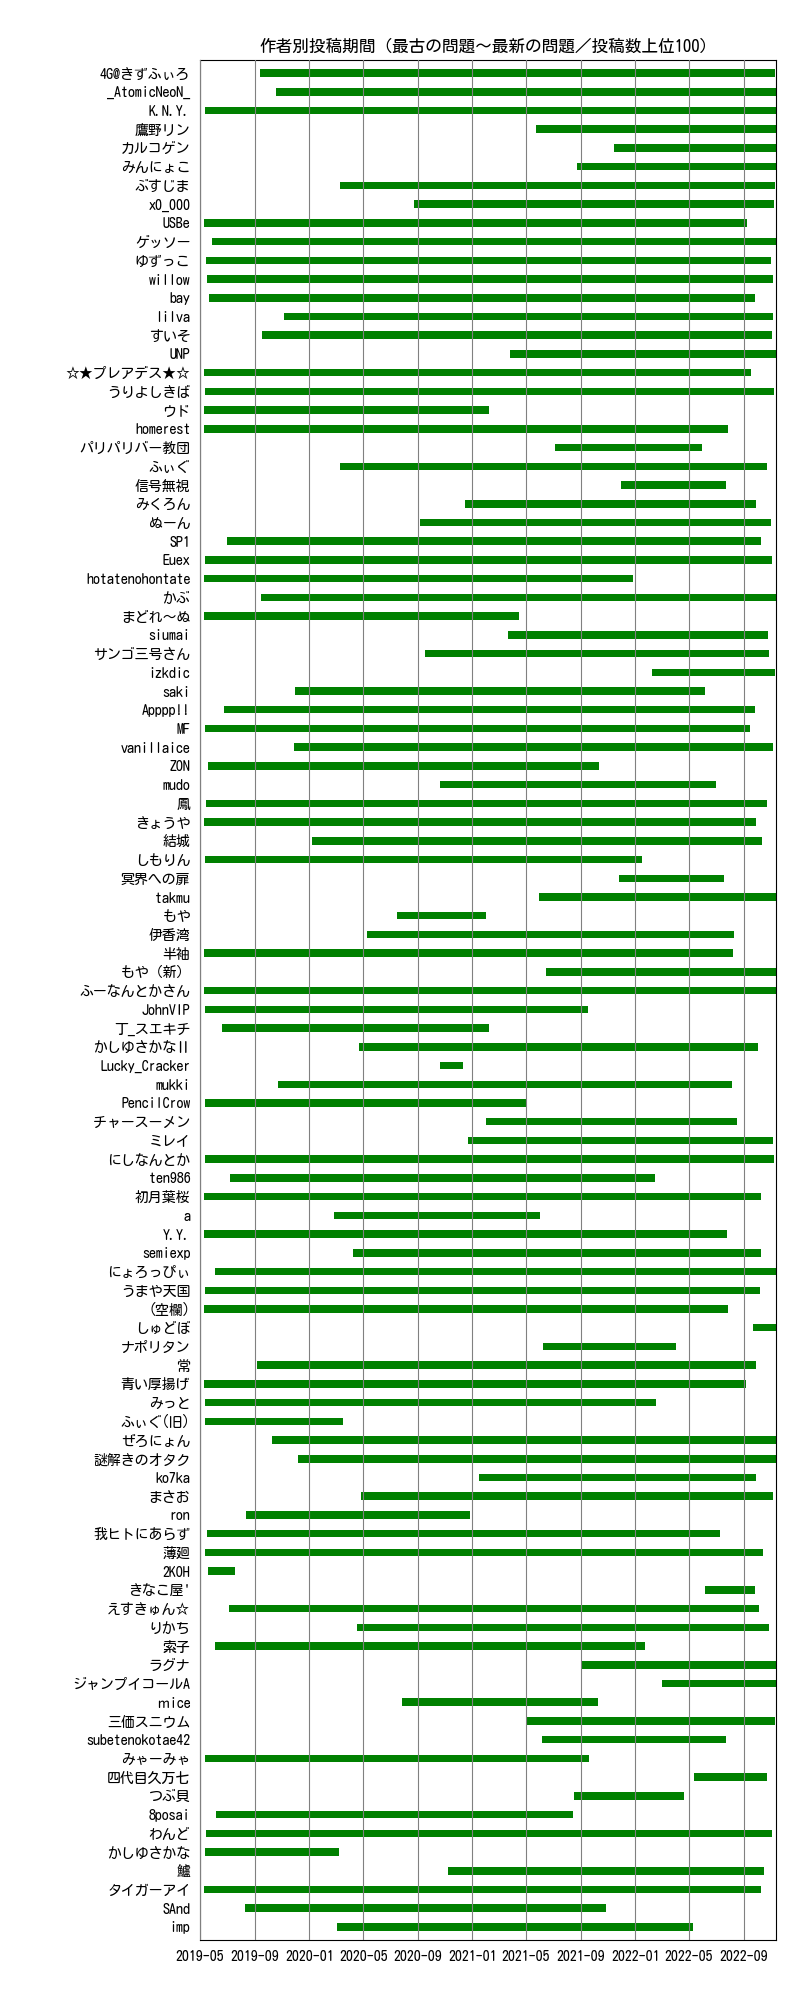 作者別投稿期間（最古の問題～最新の問題／投稿数上位100）
4G@きずふぃろ
_AtomicNeoN_
K.N.Y.
鷹野リン
カルコゲン
みんにょこ
ぶすじま
x0_000
USBe
ゲッソー
ゆずっこ
willow
bay
lilva
すいそ
UNP
☆★プレアデス★☆
うりよしきば
ウド
homerest
パリパリバー教団
ふぃぐ
信号無視
みくろん
ぬーん
SP1
Euex
hotatenohontate
かぶ
まどれ～ぬ
siumai
サンゴ三号さん
izkdic
saki
Appppl!
MF
vanillaice
ZON
mudo
鳳
きょうや
結城
しもりん
冥界への扉
takmu
もや
伊香湾
半袖
もや（新）
ふーなんとかさん
JohnVIP
丁_スエキチ
かしゆさかなⅡ
Lucky_Cracker
mukki
PencilCrow
チャースーメン
ミレイ
にしなんとか
ten986
初月葉桜
a
Y.Y.
semiexp
にょろっぴぃ
うまや天国
(空欄)
しゅどぼ
ナポリタン
常
青い厚揚げ
みっと
ふぃぐ(旧)
ぜろにょん
謎解きのオタク
ko7ka
まさお
ron
我ヒトにあらず
薄廻
2KOH
きなこ屋'
えすきゅん☆
りかち
索子
ラグナ
ジャンプイコールA
mice
三価スニウム
subetenokotae42
みゃーみゃ
四代目久万七
つぶ貝
8posai
わんど
かしゆさかな
鱸
タイガーアイ
SAnd
imp
2019-05 2019-09 2020-01 2020-05 2020-09 2021-01 2021-05 2021-09 2022-01 2022-05 2022-09